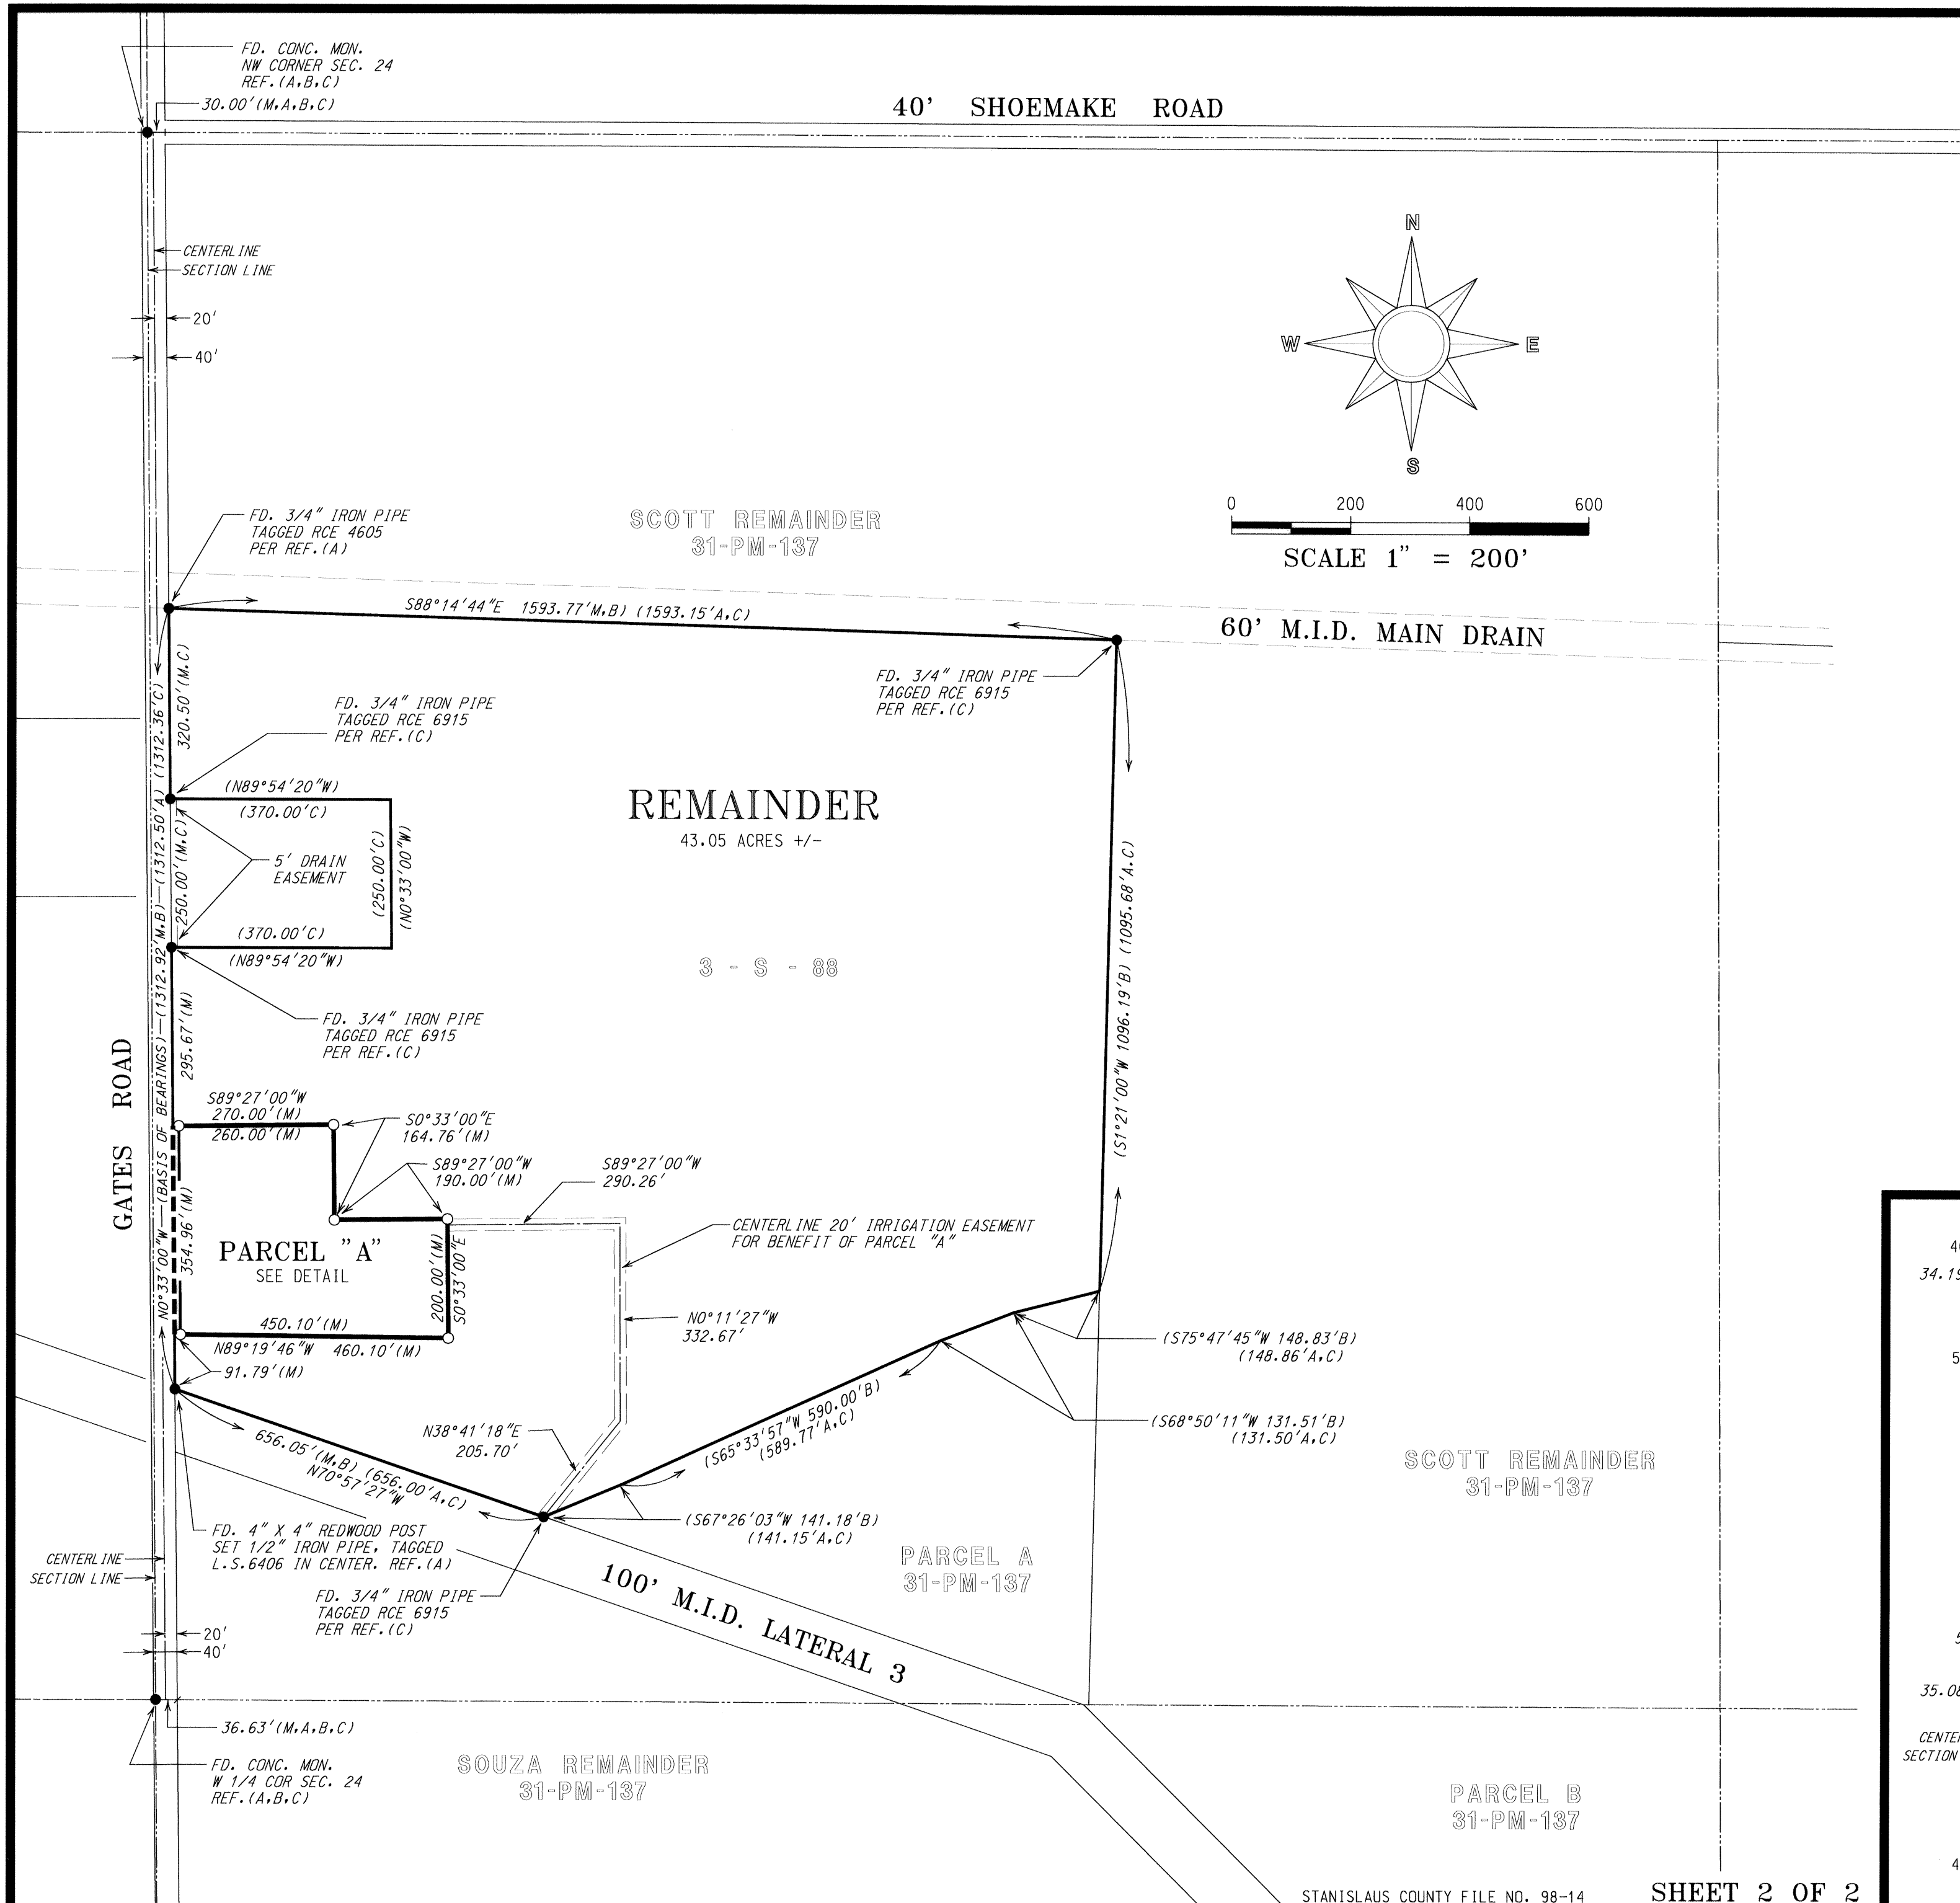 FD. CONC. MON.
NW CORNER SEC. 24
REF.(A,B,C)
30.00'(M,A,B,C)
40' SHOEMAKE ROAD
CENTERLINE
SECTION LINE
20'
40'
N
W
E
S
0 200 400 600
SCALE 1" = 200'
FD. 3/4" IRON PIPE
TAGGED RCE 4605
PER REF.(A)
SCOTT REMAINDER
31-PM-137
S88°14'44"E 1593.77'M,B) (1593.15'A,C)
60' M.I.D. MAIN DRAIN
FD. 3/4" IRON PIPE
TAGGED RCE 6915
PER REF.(C)
320.50'(M.C)
FD. 3/4" IRON PIPE
TAGGED RCE 6915
PER REF.(C)
(N89°54'20"W)
(370.00'C)
REMAINDER
43.05 ACRES +/-
5' DRAIN
EASEMENT
250.00'(M,C)
(250.00'C)
(N0°33'00"W)
(370.00'C)
(N89°54'20"W)
3 - S - 88
(S1°21'00"W 1096.19'B) (1095.68'A.C)
FD. 3/4" IRON PIPE
TAGGED RCE 6915
PER REF.(C)
295.67'(M)
GATES ROAD
N0°33'00"W—(BASIS OF BEARINGS)—(1312.92'M,B)—(1312.50'A) (1312.36'C)
S89°27'00"W
270.00'(M)
260.00'(M)
S0°33'00"E
164.76'(M)
S89°27'00"W
190.00'(M)
S89°27'00"W
290.26'
CENTERLINE 20' IRRIGATION EASEMENT
FOR BENEFIT OF PARCEL "A"
354.96'(M)
PARCEL "A"
SEE DETAIL
200.00'(M)
S0°33'00"E
450.10'(M)
N89°19'46"W 460.10'(M)
91.79'(M)
N0°11'27"W
332.67'
(S75°47'45"W 148.83'B)
(148.86'A,C)
(S68°50'11"W 131.51'B)
(131.50'A,C)
(S65°33'57"W 590.00'B)
(589.77'A,C)
N38°41'18"E
205.70'
656.05'(M,B) (656.00'A,C)
N70°57'27"W
SCOTT REMAINDER
31-PM-137
(S67°26'03"W 141.18'B)
(141.15'A,C)
FD. 4" X 4" REDWOOD POST
SET 1/2" IRON PIPE, TAGGED
L.S.6406 IN CENTER. REF.(A)
CENTERLINE
SECTION LINE
PARCEL A
31-PM-137
FD. 3/4" IRON PIPE
TAGGED RCE 6915
PER REF.(C)
100' M.I.D. LATERAL 3
20'
40'
36.63'(M,A,B,C)
FD. CONC. MON.
W 1/4 COR SEC. 24
REF.(A,B,C)
SOUZA REMAINDER
31-PM-137
PARCEL B
31-PM-137
STANISLAUS COUNTY FILE NO. 98-14
SHEET 2 OF 2